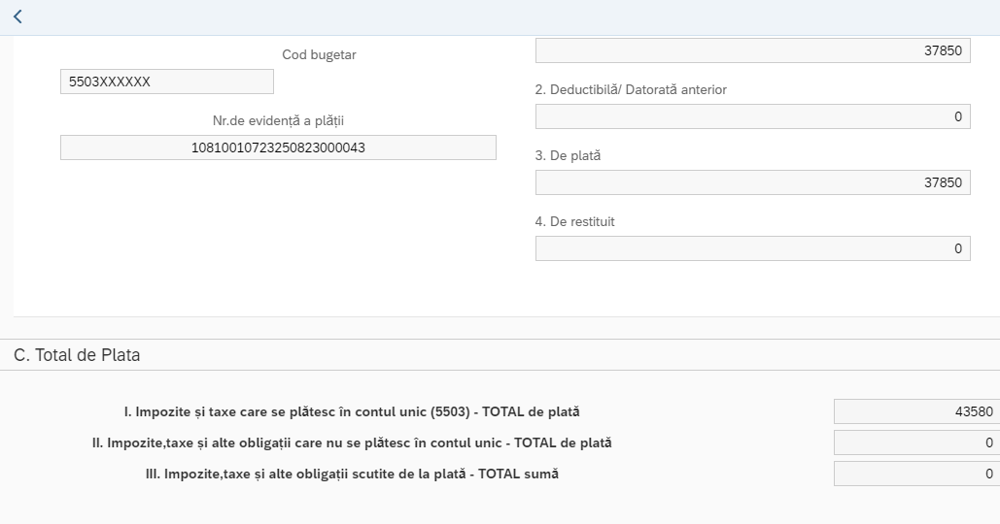 Cod bugetar
5503XXXXXX
Nr.de evidență a plății
10810010723250823000043
37850
2. Deductibilă/ Datorată anterior
0
3. De plată
37850
4. De restituit
0
C. Total de Plata
I. Impozite și taxe care se plătesc în contul unic (5503) - TOTAL de plată
43580
II. Impozite,taxe și alte obligații care nu se plătesc în contul unic - TOTAL de plată
0
III. Impozite,taxe și alte obligații scutite de la plată - TOTAL sumă
0